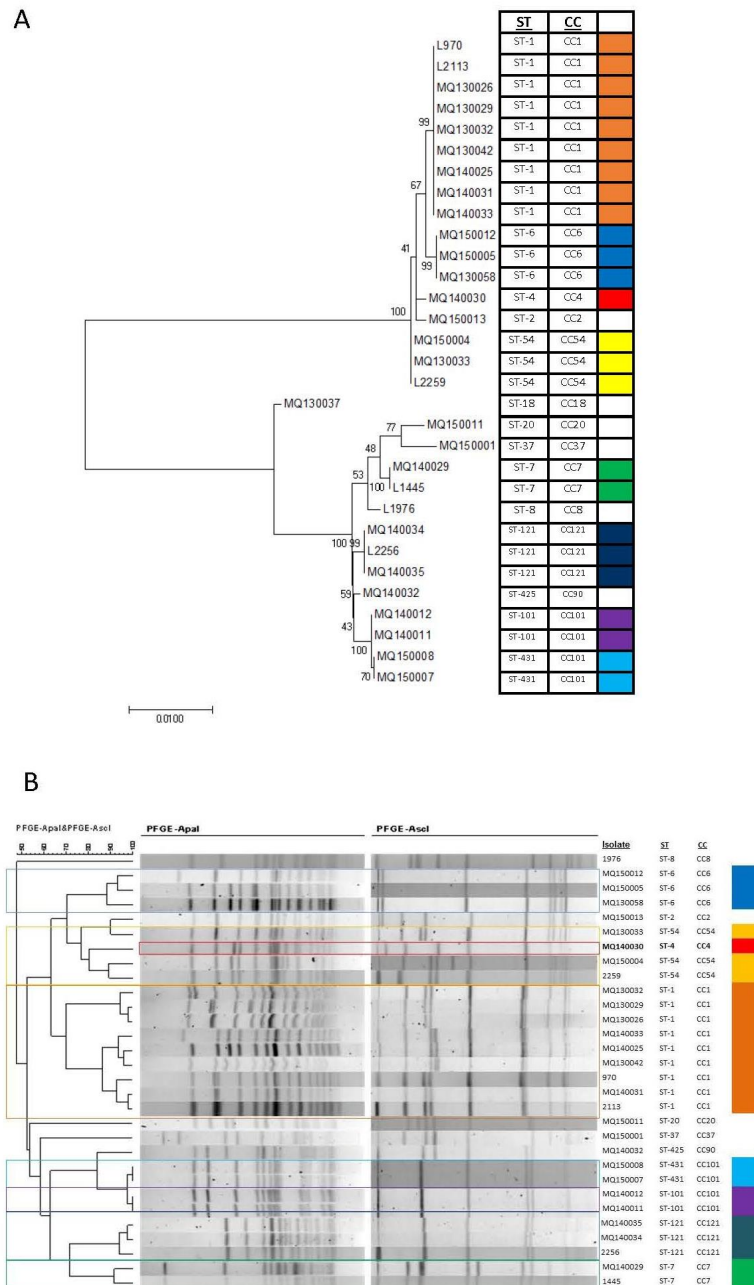 A
ST CC
L970 ST-1 CC1
L2113 ST-1 CC1
MQ130026 ST-1 CC1
MQ130029 ST-1 CC1
99 MQ130032 ST-1 CC1
MQ130042 ST-1 CC1
MQ140025 ST-1 CC1
67 MQ140031 ST-1 CC1
MQ140033 ST-1 CC1
MQ150012 ST-6 CC6
41 MQ150005 ST-6 CC6
99 MQ130058 ST-6 CC6
MQ140030 ST-4 CC4
100 MQ150013 ST-2 CC2
MQ150004 ST-54 CC54
MQ130033 ST-54 CC54
L2259 ST-54 CC54
MQ130037 ST-18 CC18
77 MQ150011 ST-20 CC20
48 MQ150001 ST-37 CC37
53 MQ140029 ST-7 CC7
100 L1445 ST-7 CC7
L1976 ST-8 CC8
MQ140034 ST-121 CC121
100 99 L2256 ST-121 CC121
MQ140035 ST-121 CC121
59 MQ140032 ST-425 CC90
MQ140012 ST-101 CC101
43 MQ140011 ST-101 CC101
100 MQ150008 ST-431 CC101
70 MQ150007 ST-431 CC101
0.0100
B
PFGE-ApaI&PFGE-AscI PFGE-ApaI PFGE-AscI
50 60 70 80 90 100
Isolate ST CC
1976 ST-8 CC8
MQ150012 ST-6 CC6
MQ150005 ST-6 CC6
MQ130058 ST-6 CC6
MQ150013 ST-2 CC2
MQ130033 ST-54 CC54
MQ140030 ST-4 CC4
MQ150004 ST-54 CC54
2259 ST-54 CC54
MQ130032 ST-1 CC1
MQ130029 ST-1 CC1
MQ130026 ST-1 CC1
MQ140033 ST-1 CC1
MQ140025 ST-1 CC1
MQ130042 ST-1 CC1
970 ST-1 CC1
MQ140031 ST-1 CC1
2113 ST-1 CC1
MQ150011 ST-20 CC20
MQ150001 ST-37 CC37
MQ140032 ST-425 CC90
MQ150008 ST-431 CC101
MQ150007 ST-431 CC101
MQ140012 ST-101 CC101
MQ140011 ST-101 CC101
MQ140035 ST-121 CC121
MQ140034 ST-121 CC121
2256 ST-121 CC121
MQ140029 ST-7 CC7
1445 ST-7 CC7